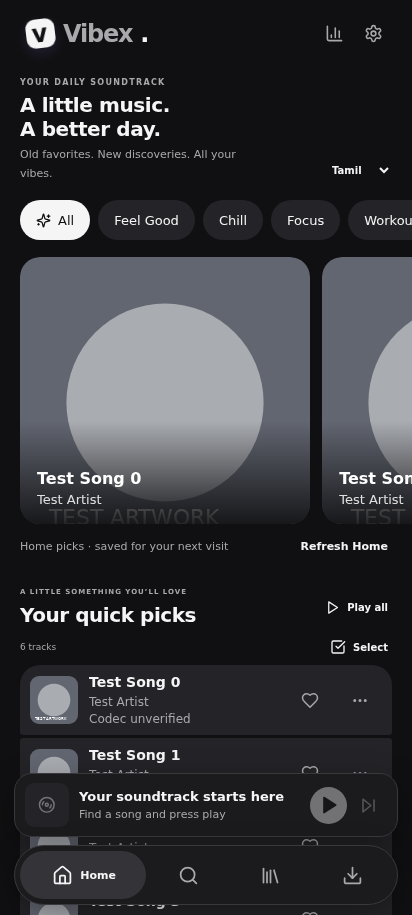 v Vibex .
YOUR DAILY SOUNDTRACK
A little music.
A better day.
Old favorites. New discoveries. All your
vibes.
Tamil
All Feel Good Chill Focus Workou
Test Song 0
Test Artist
TEST ARTWORK
Test Son
Test Artist
TEST
Home picks · saved for your next visit
Refresh Home
A LITTLE SOMETHING YOU'LL LOVE
Your quick picks
Play all
6 tracks
Select
TEST ARTWORK
Test Song 0
Test Artist
Codec unverified
Test Song 1
Your soundtrack starts here
Find a song and press play
Home